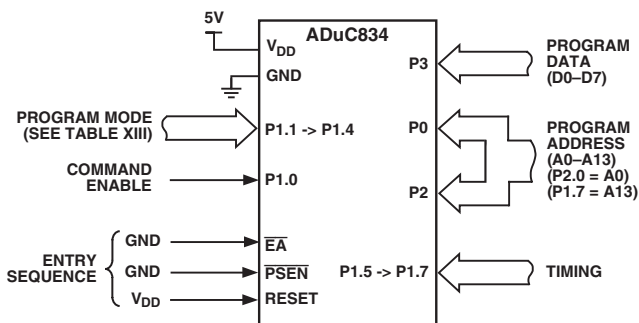 5V
ADuC834
VDD
GND
P3
PROGRAM
DATA
(D0–D7)
PROGRAM MODE
(SEE TABLE XIII)
P1.1 -> P1.4
P0
PROGRAM
ADDRESS
(A0–A13)
(P2.0 = A0)
(P1.7 = A13)
COMMAND
ENABLE
P1.0
P2
ENTRY
SEQUENCE
GND
EA
GND
PSEN
VDD
RESET
P1.5 -> P1.7
TIMING